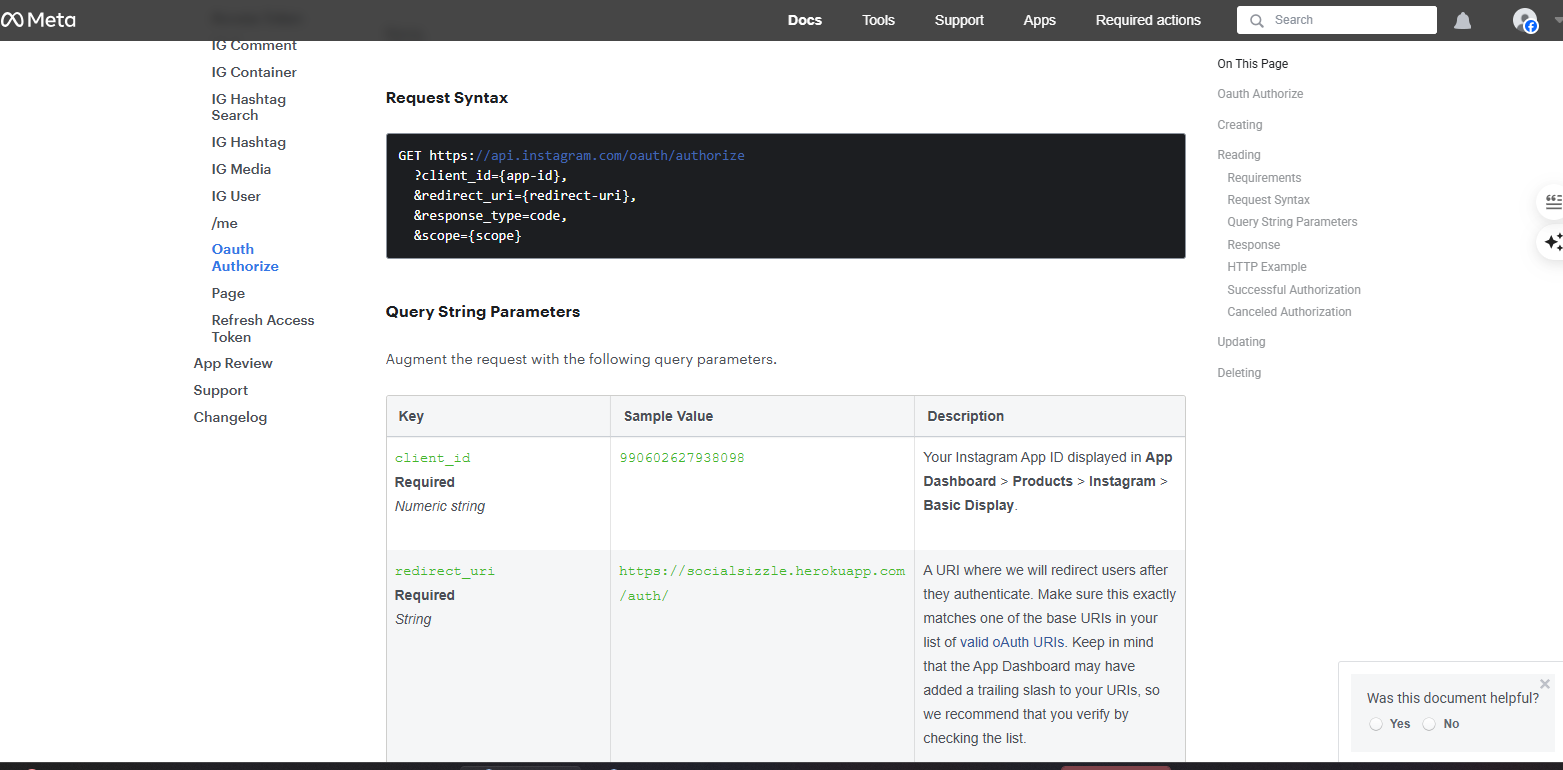 Meta
Docs
Tools
Support
Apps
Required actions
Search
IG Comment
IG Container
IG Hashtag
Search
IG Hashtag
IG Media
IG User
/me
Oauth
Authorize
Page
Refresh Access
Token
App Review
Support
Changelog
Request Syntax
GET https://api.instagram.com/oauth/authorize
?client_id={app-id},
&redirect_uri={redirect-uri},
&response_type=code,
&scope={scope}
Query String Parameters
Augment the request with the following query parameters.
Key
Sample Value
Description
client_id
Required
Numeric string
990602627938098
Your Instagram App ID displayed in App
Dashboard > Products > Instagram >
Basic Display.
redirect_uri
Required
String
https://socialsizzle.herokuapp.com
/auth/
A URI where we will redirect users after
they authenticate. Make sure this exactly
matches one of the base URIs in your
list of valid oAuth URIs. Keep in mind
that the App Dashboard may have
added a trailing slash to your URIs, so
we recommend that you verify by
checking the list.
On This Page
Oauth Authorize
Creating
Reading
Requirements
Request Syntax
Query String Parameters
Response
HTTP Example
Successful Authorization
Canceled Authorization
Updating
Deleting
Was this document helpful?
Yes
No